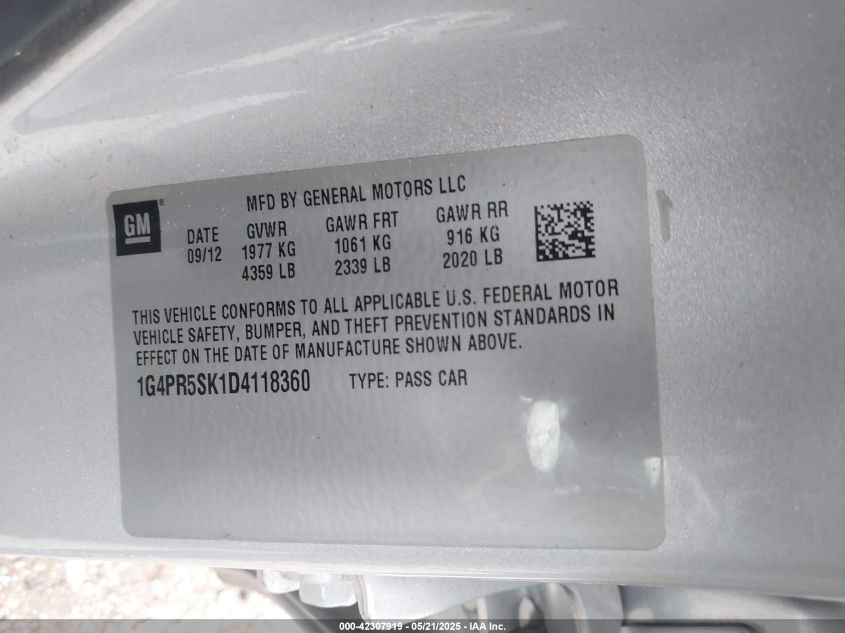 MFD BY GENERAL MOTORS LLC
GM®
DATE GVWR GAWR FRT GAWR RR
09/12 1977 KG 1061 KG 916 KG
4359 LB 2339 LB 2020 LB
THIS VEHICLE CONFORMS TO ALL APPLICABLE U.S. FEDERAL MOTOR
VEHICLE SAFETY, BUMPER, AND THEFT PREVENTION STANDARDS IN
EFFECT ON THE DATE OF MANUFACTURE SHOWN ABOVE.
1G4PR5SK1D4118360 TYPE: PASS CAR
000-42307919 - 05/21/2025 - IAA Inc.